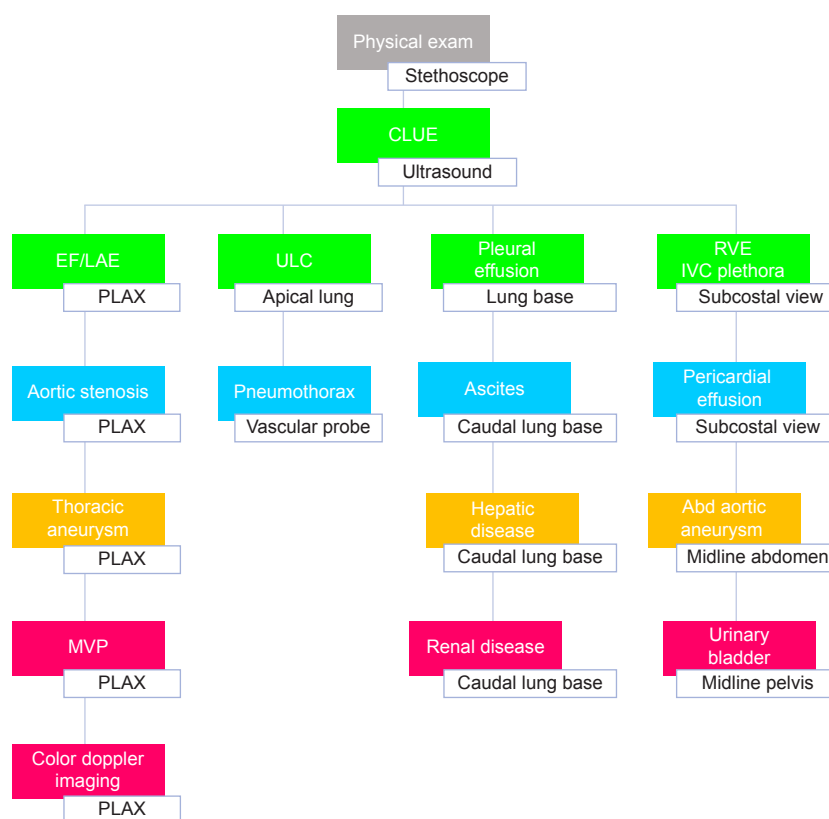 Physical exam
Stethoscope
CLUE
Ultrasound
EF/LAE
PLAX
ULC
Apical lung
Pleural
effusion
Lung base
RVE
IVC plethora
Subcostal view
Aortic stenosis
PLAX
Pneumothorax
Vascular probe
Ascites
Caudal lung base
Pericardial
effusion
Subcostal view
Thoracic
aneurysm
PLAX
Hepatic
disease
Caudal lung base
Abd aortic
aneurysm
Midline abdomen
MVP
PLAX
Renal disease
Caudal lung base
Urinary
bladder
Midline pelvis
Color doppler
imaging
PLAX